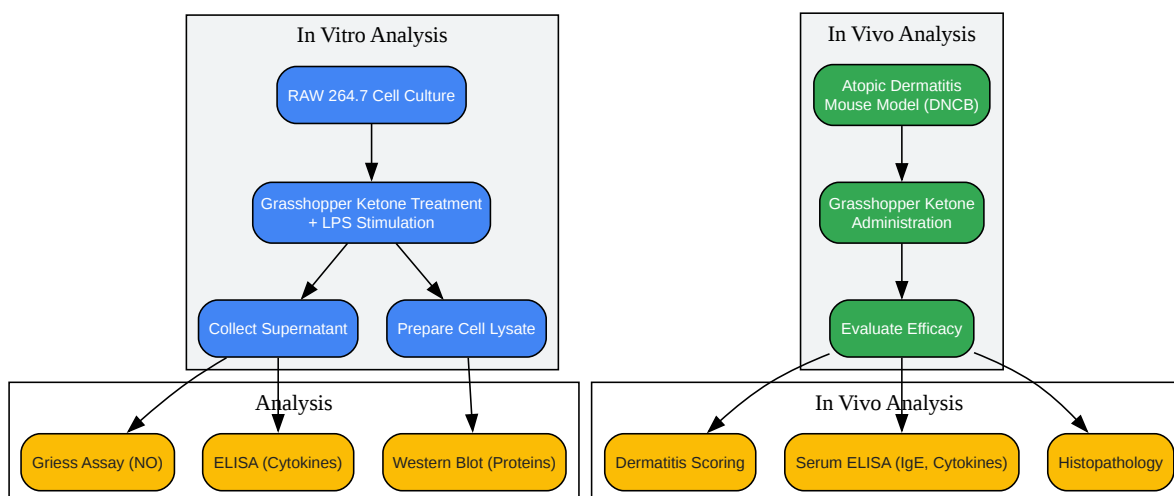 In Vitro Analysis
RAW 264.7 Cell Culture
Grasshopper Ketone Treatment
+ LPS Stimulation
Collect Supernatant
Prepare Cell Lysate
Analysis
Griess Assay (NO)
ELISA (Cytokines)
Western Blot (Proteins)
In Vivo Analysis
Atopic Dermatitis
Mouse Model (DNCB)
Grasshopper Ketone
Administration
Evaluate Efficacy
In Vivo Analysis
Dermatitis Scoring
Serum ELISA (IgE, Cytokines)
Histopathology